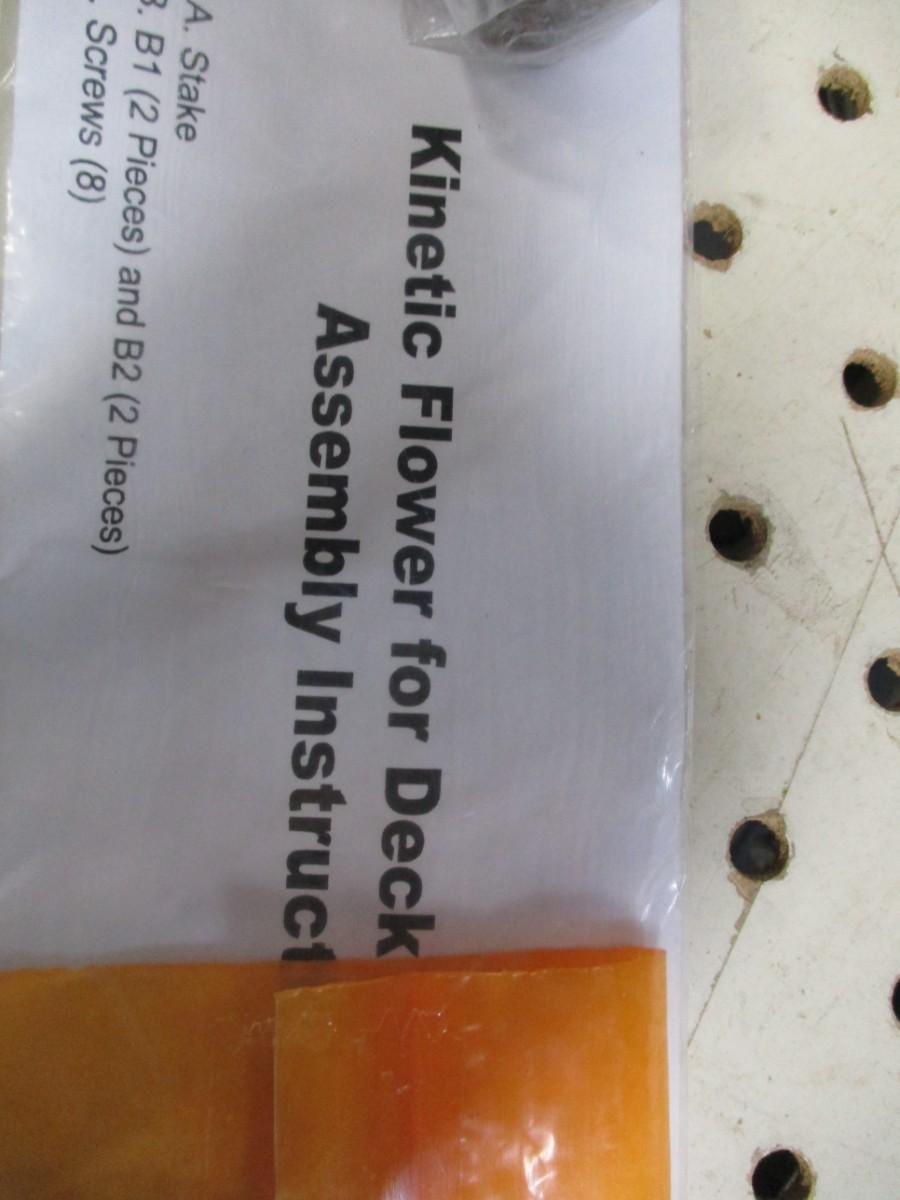 Kinetic Flower for Deck
Assembly Instruct
A. Stake
B. B1 (2 Pieces) and B2 (2 Pieces)
. Screws (8)